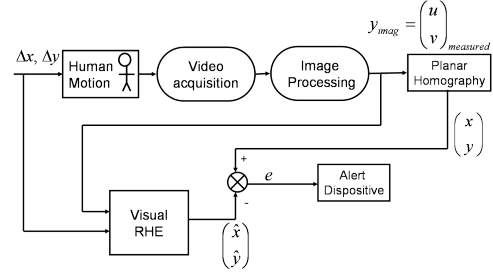 y_imag = (u v)_measured
Δx, Δy
Human Motion
Video acquisition
Image Processing
Planar Homography
(x y)
+
e
Alert Dispositive
-
Visual RHE
(x̂ ŷ)